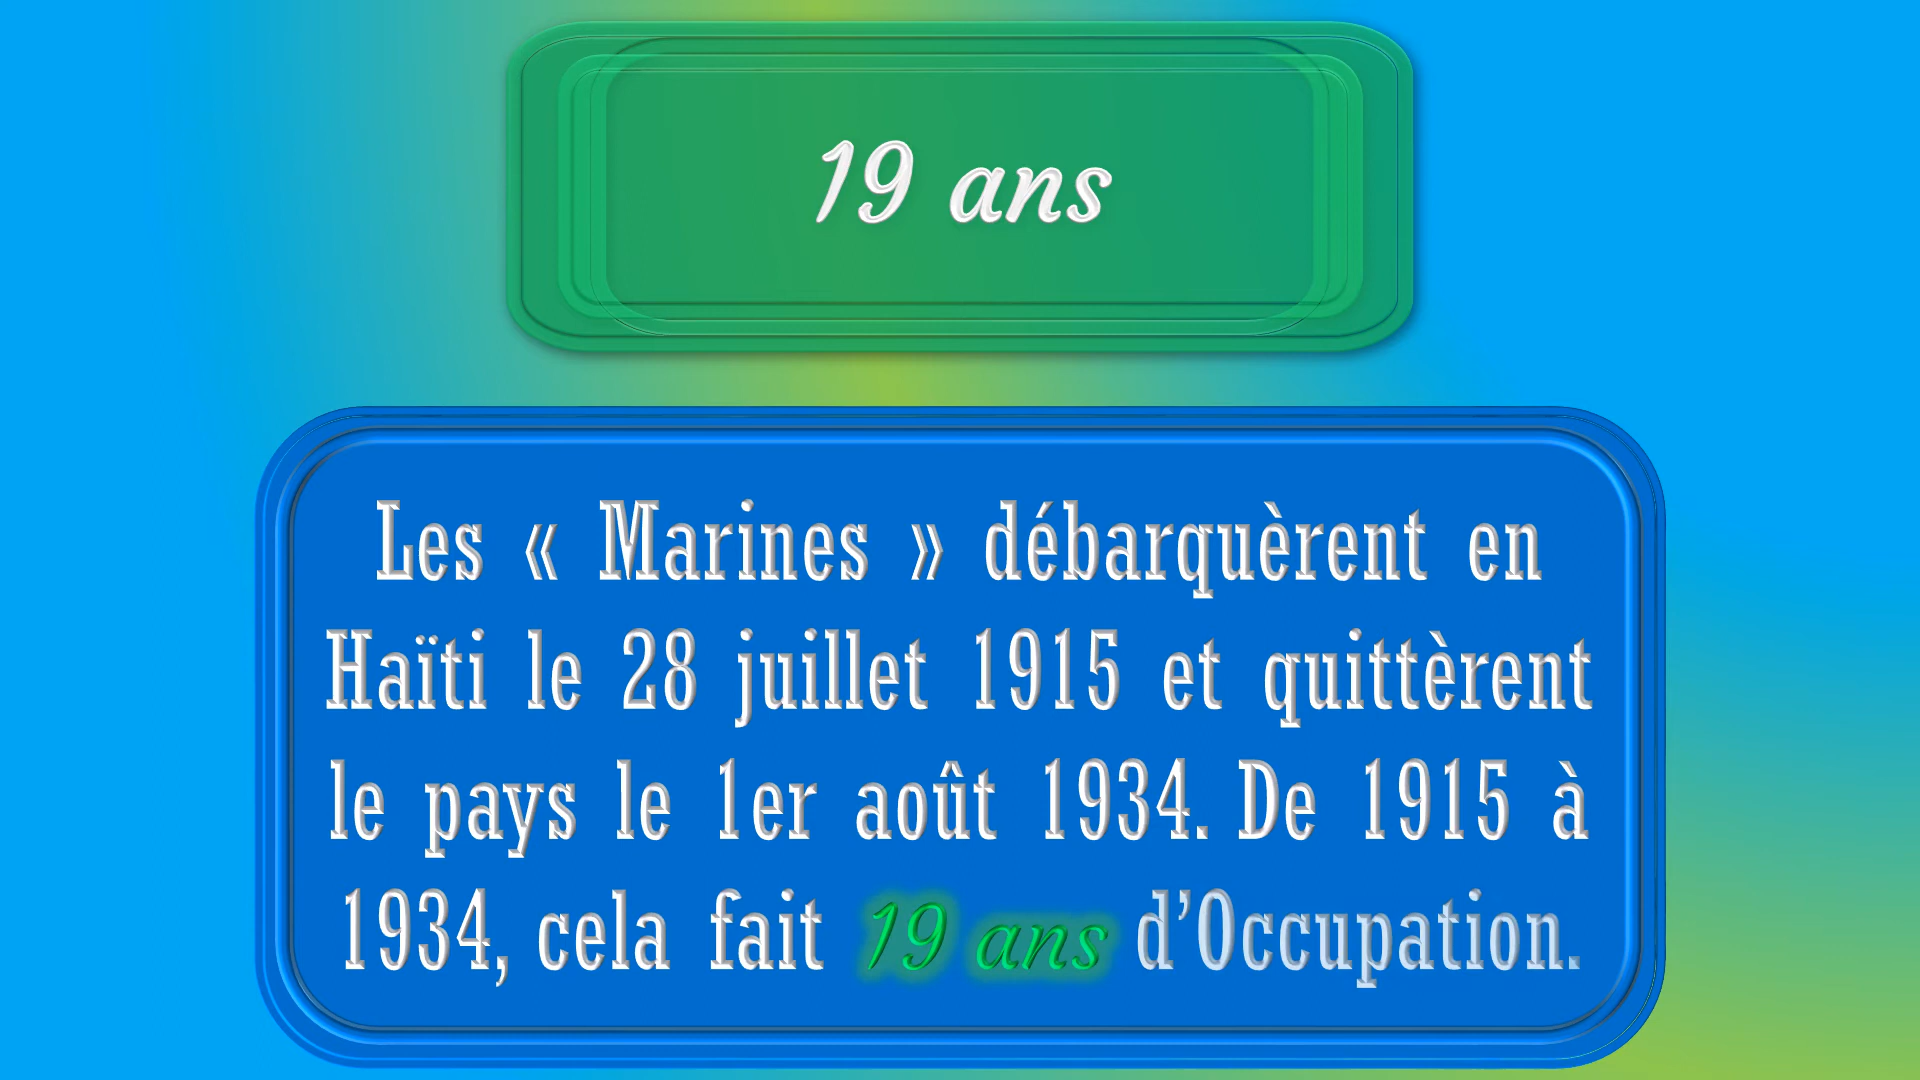 19 ans
Les « Marines » débarquèrent en
Haïti le 28 juillet 1915 et quittèrent
le pays le 1er août 1934. De 1915 à
1934, cela fait 19 ans d’Occupation.